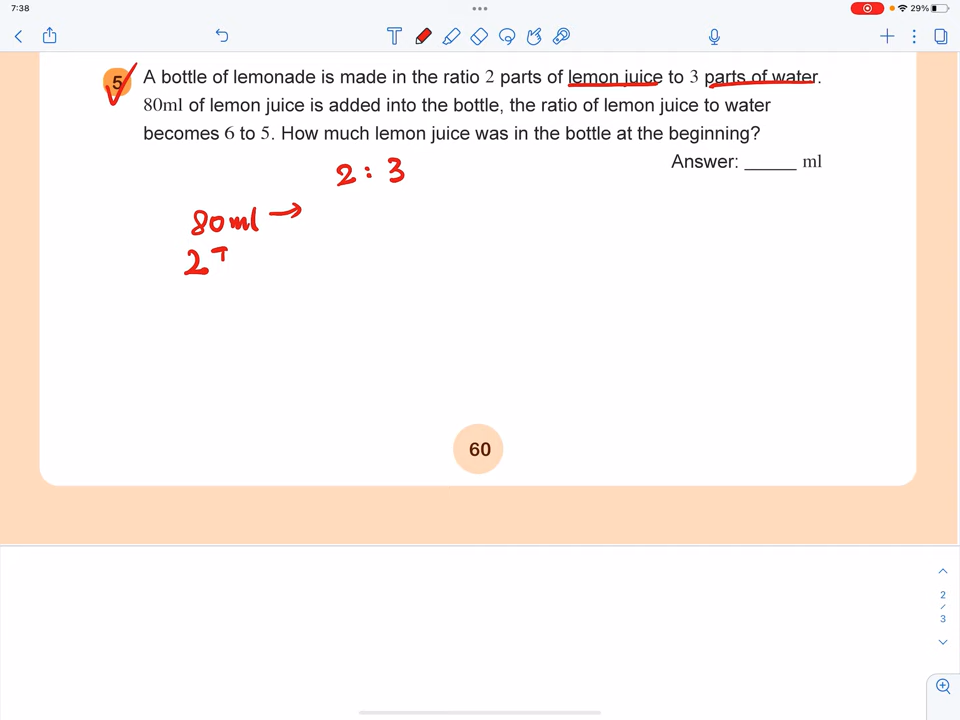 7:38
29%
5 A bottle of lemonade is made in the ratio 2 parts of lemon juice to 3 parts of water.
80ml of lemon juice is added into the bottle, the ratio of lemon juice to water
becomes 6 to 5. How much lemon juice was in the bottle at the beginning?
Answer: _____ ml
2 : 3
80 ml →
2
60
2
/
3